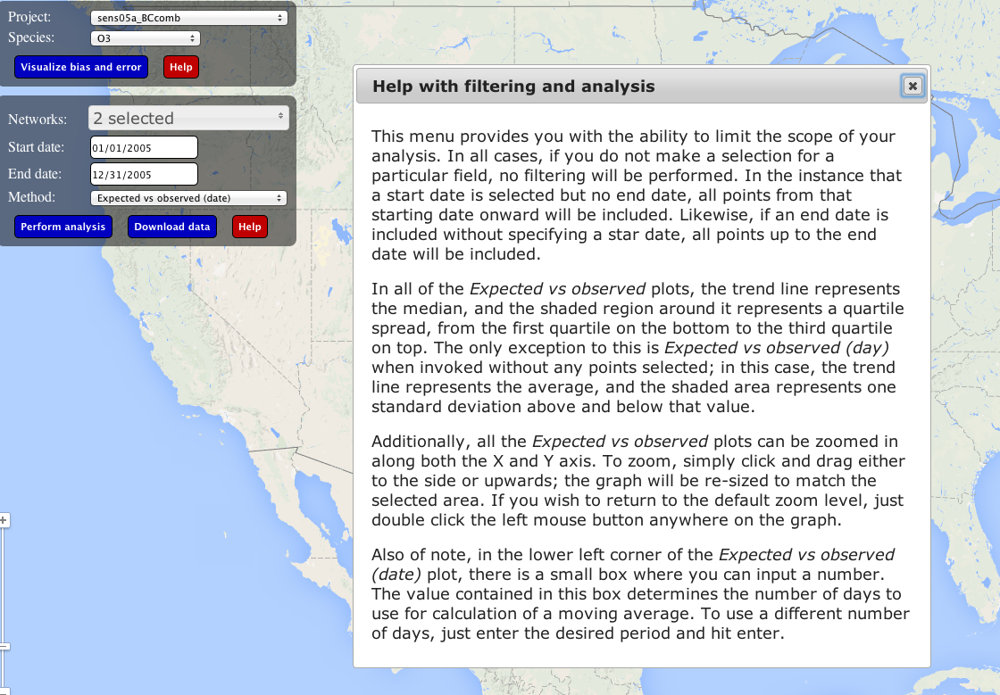 Project: sens05a_BCcomb
Species: O3
Visualize bias and error Help
Networks: 2 selected
Start date: 01/01/2005
End date: 12/31/2005
Method: Expected vs observed (date)
Perform analysis Download data Help
Help with filtering and analysis
This menu provides you with the ability to limit the scope of your
analysis. In all cases, if you do not make a selection for a
particular field, no filtering will be performed. In the instance that
a start date is selected but no end date, all points from that
starting date onward will be included. Likewise, if an end date is
included without specifying a star date, all points up to the end
date will be included.
In all of the Expected vs observed plots, the trend line represents
the median, and the shaded region around it represents a quartile
spread, from the first quartile on the bottom to the third quartile
on top. The only exception to this is Expected vs observed (day)
when invoked without any points selected; in this case, the trend
line represents the average, and the shaded area represents one
standard deviation above and below that value.
Additionally, all the Expected vs observed plots can be zoomed in
along both the X and Y axis. To zoom, simply click and drag either
to the side or upwards; the graph will be re-sized to match the
selected area. If you wish to return to the default zoom level, just
double click the left mouse button anywhere on the graph.
Also of note, in the lower left corner of the Expected vs observed
(date) plot, there is a small box where you can input a number.
The value contained in this box determines the number of days to
use for calculation of a moving average. To use a different number
of days, just enter the desired period and hit enter.